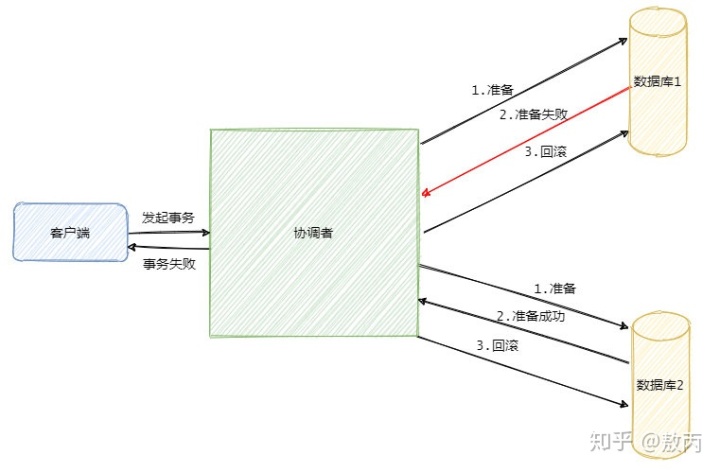 数据库1
1.准备
2.准备失败
3.回滚
发起事务
客户端
协调者
事务失败
1.准备
2.准备成功
3.回滚
数据库2
知乎 @敖丙